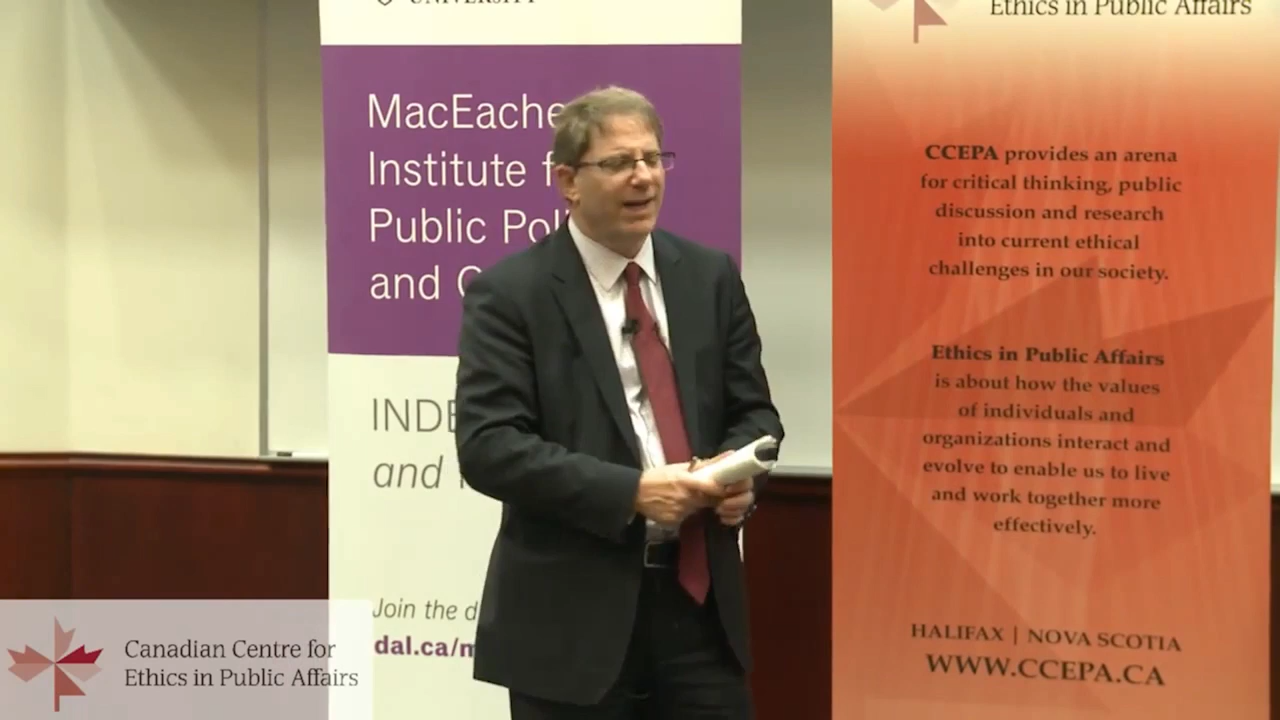 UNIVERSITY
MacEache
Institute f
Public Pol
and
INDE
and
Join the d
dal.ca/m
Ethics in Public Affairs
CCEPA provides an arena
for critical thinking, public
discussion and research
into current ethical
challenges in our society.
Ethics in Public Affairs
is about how the values
of individuals and
organizations interact and
evolve to enable us to live
and work together more
effectively.
HALIFAX | NOVA SCOTIA
WWW.CCEPA.CA
Canadian Centre for
Ethics in Public Affairs